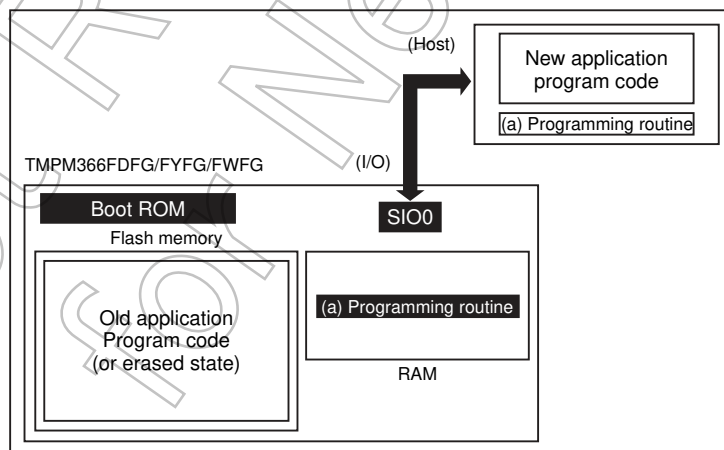 (Host)
New application
program code
(a) Programming routine
TMPM366FDFG/FYFG/FWFG
(I/O)
Boot ROM
SIO0
Flash memory
Old application
Program code
(or erased state)
(a) Programming routine
RAM